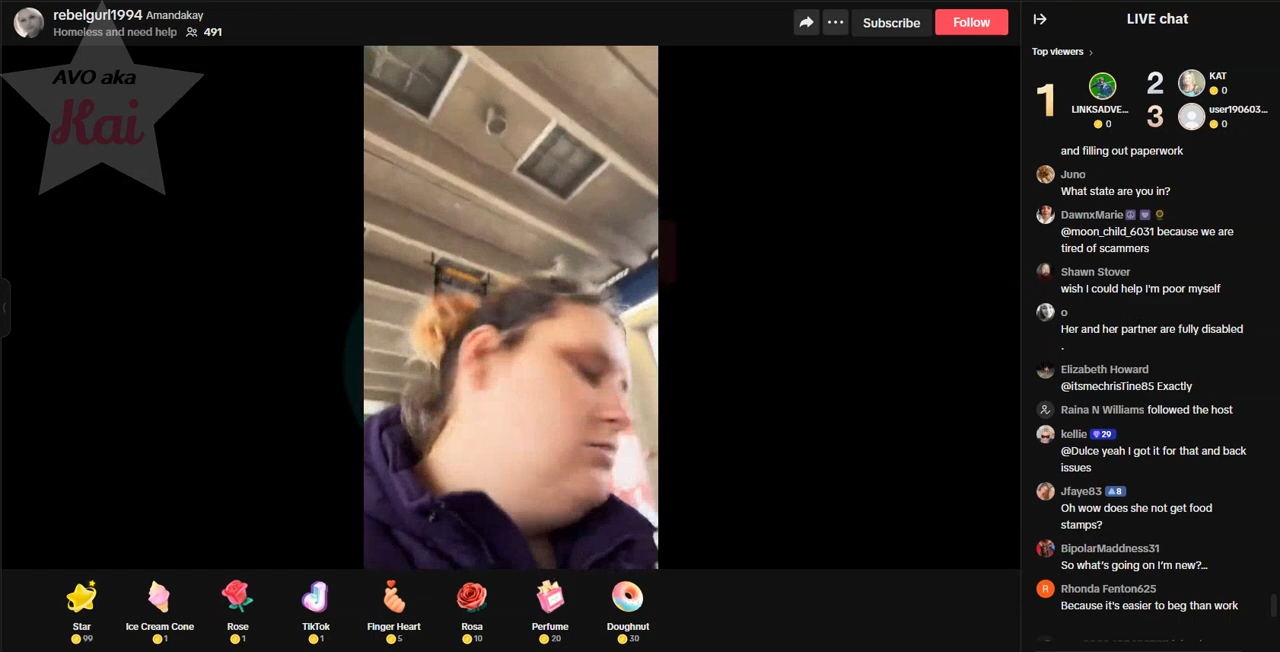 rebelgurl1994 Amandakay
Homeless and need help 491
Subscribe
Follow
AVO aka
Kai
LIVE chat
Top viewers
1
LINKSADVE...
0
2
KAT
0
3
user190603...
0
and filling out paperwork
Juno
What state are you in?
DawnxMarie
@moon_child_6031 because we are
tired of scammers
Shawn Stover
wish I could help I'm poor myself
o
Her and her partner are fully disabled
.
Elizabeth Howard
@itsmechrisTine85 Exactly
Raina N Williams followed the host
kellie 29
@Dulce yeah I got it for that and back
issues
Jfaye83 8
Oh wow does she not get food
stamps?
BipolarMaddness31
So what's going on I'm new?...
R
Rhonda Fenton625
Because it's easier to beg than work
Star
99
Ice Cream Cone
1
Rose
1
TikTok
1
Finger Heart
5
Rosa
10
Perfume
20
Doughnut
30